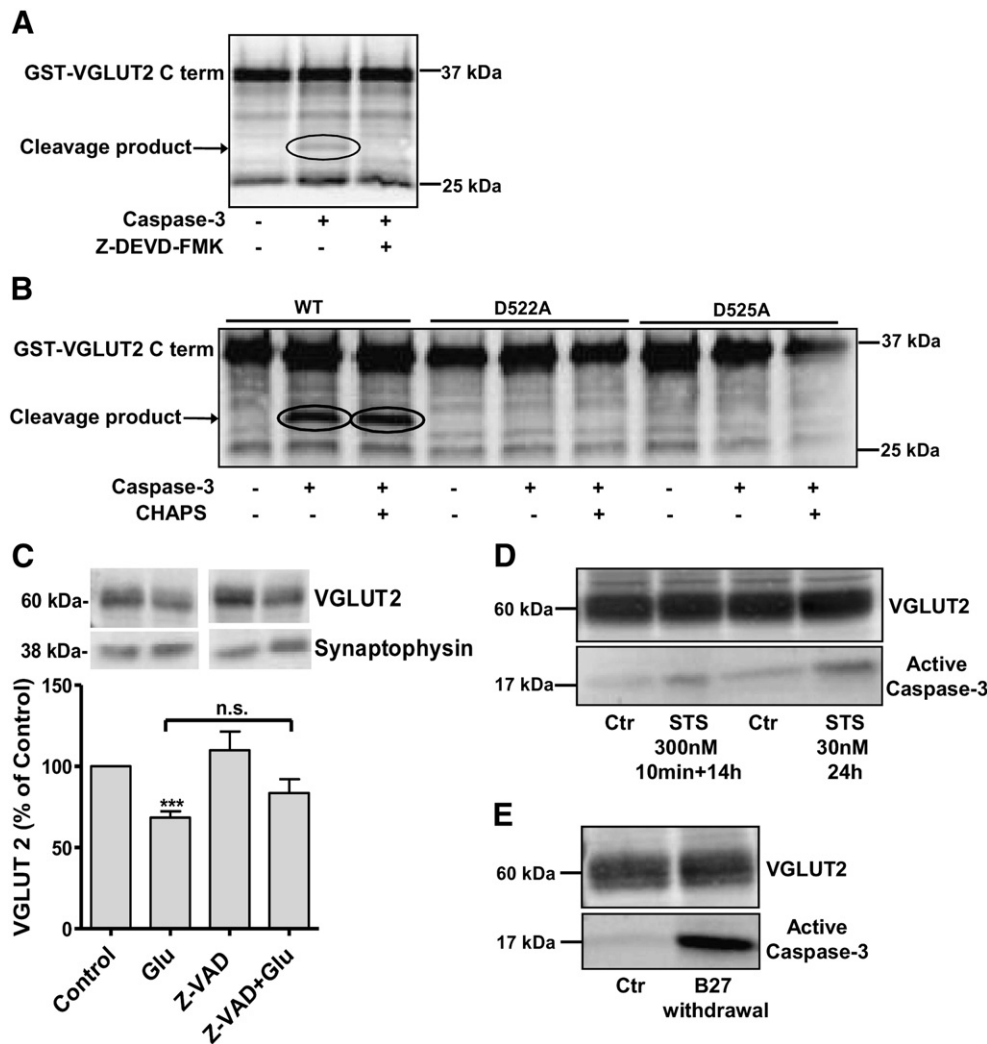 A
GST-VGLUT2 C term
37 kDa
Cleavage product
25 kDa
Caspase-3 - + +
Z-DEVD-FMK - - +
B
WT D522A D525A
GST-VGLUT2 C term
37 kDa
Cleavage product
25 kDa
Caspase-3 - + + - + + - + +
CHAPS - - + - - + - - +
C
60 kDa-
VGLUT2
38 kDa-
Synaptophysin
VGLUT 2 (% of Control)
150
100
50
0
***
n.s.
Control
Glu
Z-VAD
Z-VAD+Glu
D
60 kDa
VGLUT2
17 kDa
Active
Caspase-3
Ctr STS Ctr STS
300nM 30nM
10min+14h 24h
E
60 kDa
VGLUT2
17 kDa
Active
Caspase-3
Ctr B27
withdrawal